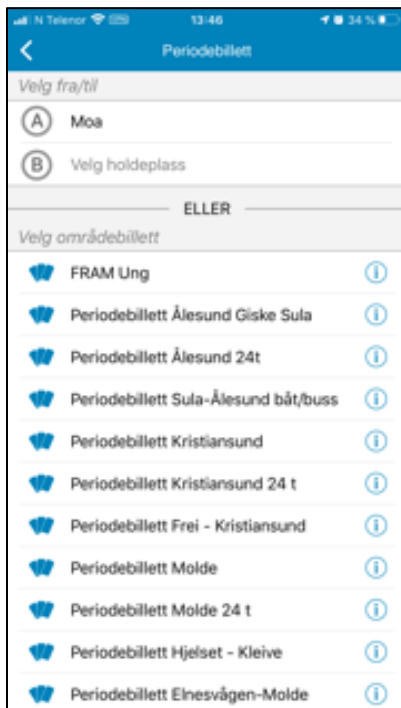 N Telenor 13:46 34 %
Periodebillett
Velg fra/til
A Moa
B Velg holdeplass
ELLER
Velg områdebillett
FRAM Ung
Periodebillett Ålesund Giske Sula
Periodebillett Ålesund 24t
Periodebillett Sula-Ålesund båt/buss
Periodebillett Kristiansund
Periodebillett Kristiansund 24 t
Periodebillett Frei - Kristiansund
Periodebillett Molde
Periodebillett Molde 24 t
Periodebillett Hjelset - Kleive
Periodebillett Elnesvågen-Molde